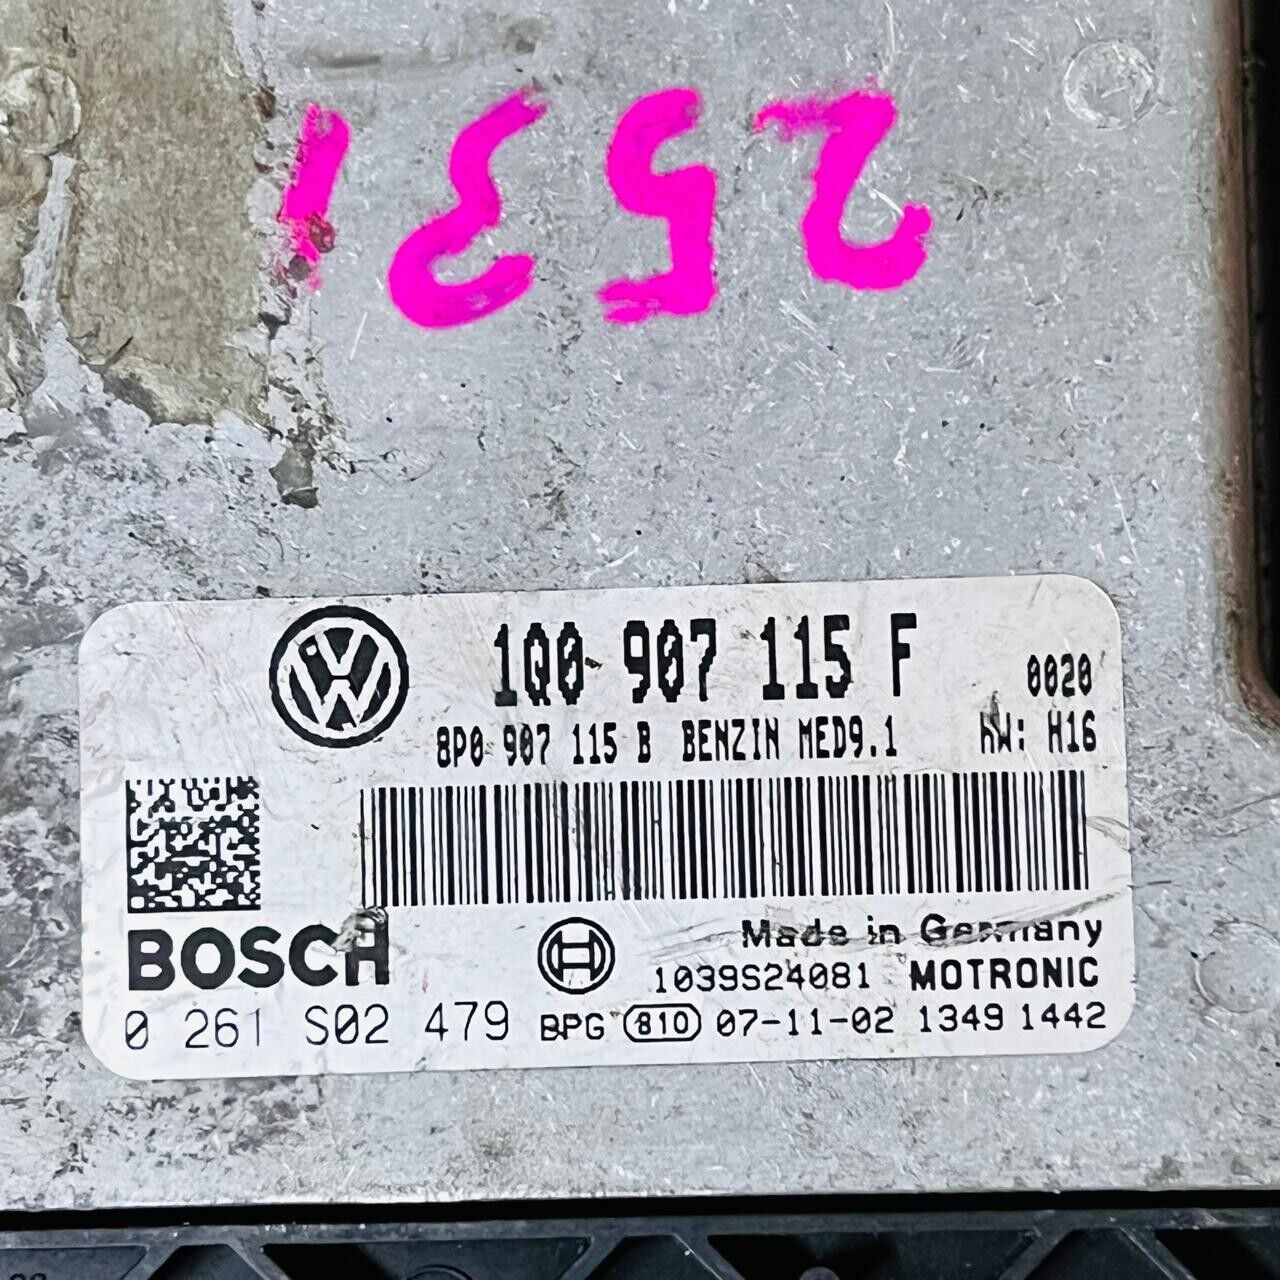 2531
1Q0 907 115 F 0020
8P0 907 115 B BENZIN MED9.1 HW: H16
BOSCH
Made in Germany
1039S24081 MOTRONIC
0 261 S02 479 BPG 810 07-11-02 1349 1442